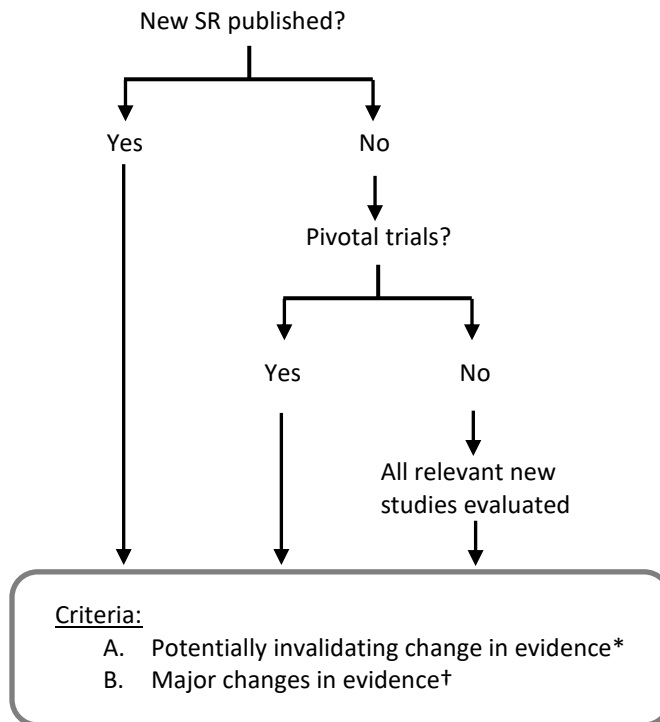 New SR published?
Yes
No
Pivotal trials?
Yes
No
All relevant new
studies evaluated
Criteria:
A. Potentially invalidating change in evidence*
B. Major changes in evidence†